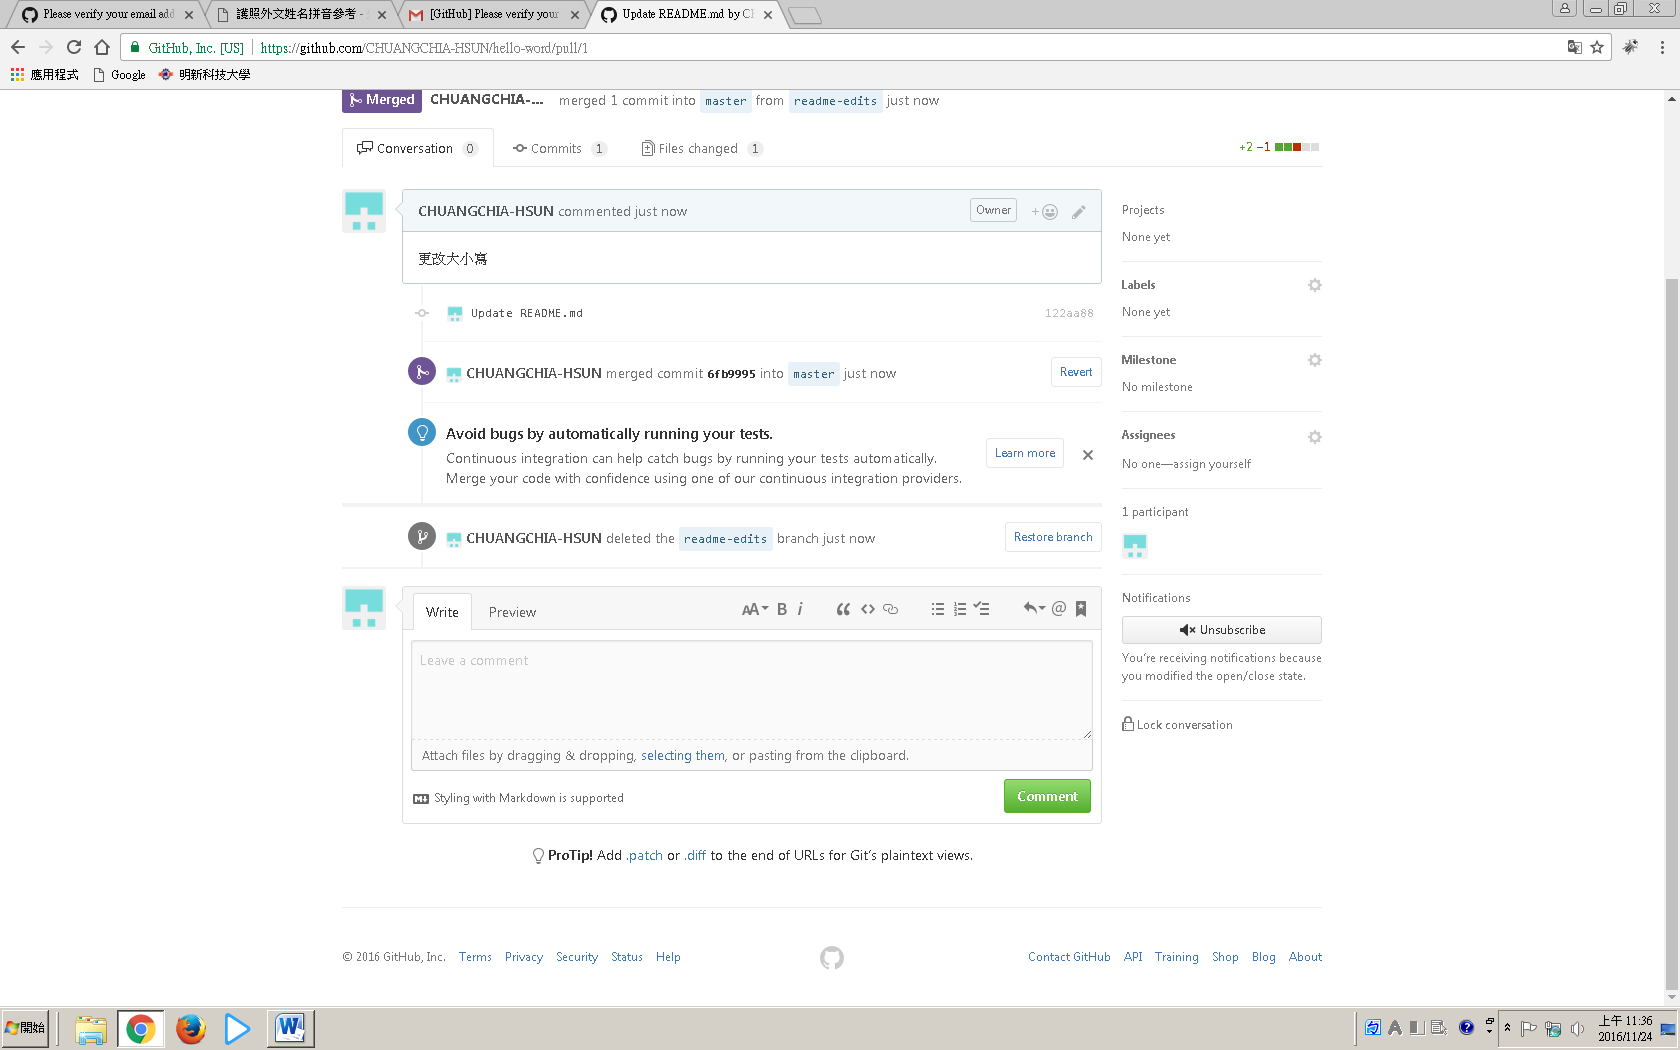 Please verify your email add
護照外文姓名拼音參考 -
[GitHub] Please verify your
Update README.md by CH
GitHub, Inc. [US] https://github.com/CHUANGCHIA-HSUN/hello-word/pull/1
應用程式 Google 明新科技大學
Merged CHUANGCHIA-... merged 1 commit into master from readme-edits just now
Conversation 0 Commits 1 Files changed 1 +2 −1
CHUANGCHIA-HSUN commented just now Owner
更改大小寫
Update README.md 122aa88
CHUANGCHIA-HSUN merged commit 6fb9995 into master just now Revert
Avoid bugs by automatically running your tests.
Continuous integration can help catch bugs by running your tests automatically.
Merge your code with confidence using one of our continuous integration providers.
Learn more
CHUANGCHIA-HSUN deleted the readme-edits branch just now Restore branch
Write Preview
Leave a comment
Attach files by dragging & dropping, selecting them, or pasting from the clipboard.
Styling with Markdown is supported Comment
ProTip! Add .patch or .diff to the end of URLs for Git's plaintext views.
Projects
None yet
Labels
None yet
Milestone
No milestone
Assignees
No one—assign yourself
1 participant
Notifications
Unsubscribe
You're receiving notifications because
you modified the open/close state.
Lock conversation
© 2016 GitHub, Inc. Terms Privacy Security Status Help
Contact GitHub API Training Shop Blog About
開始
上午 11:36
2016/11/24